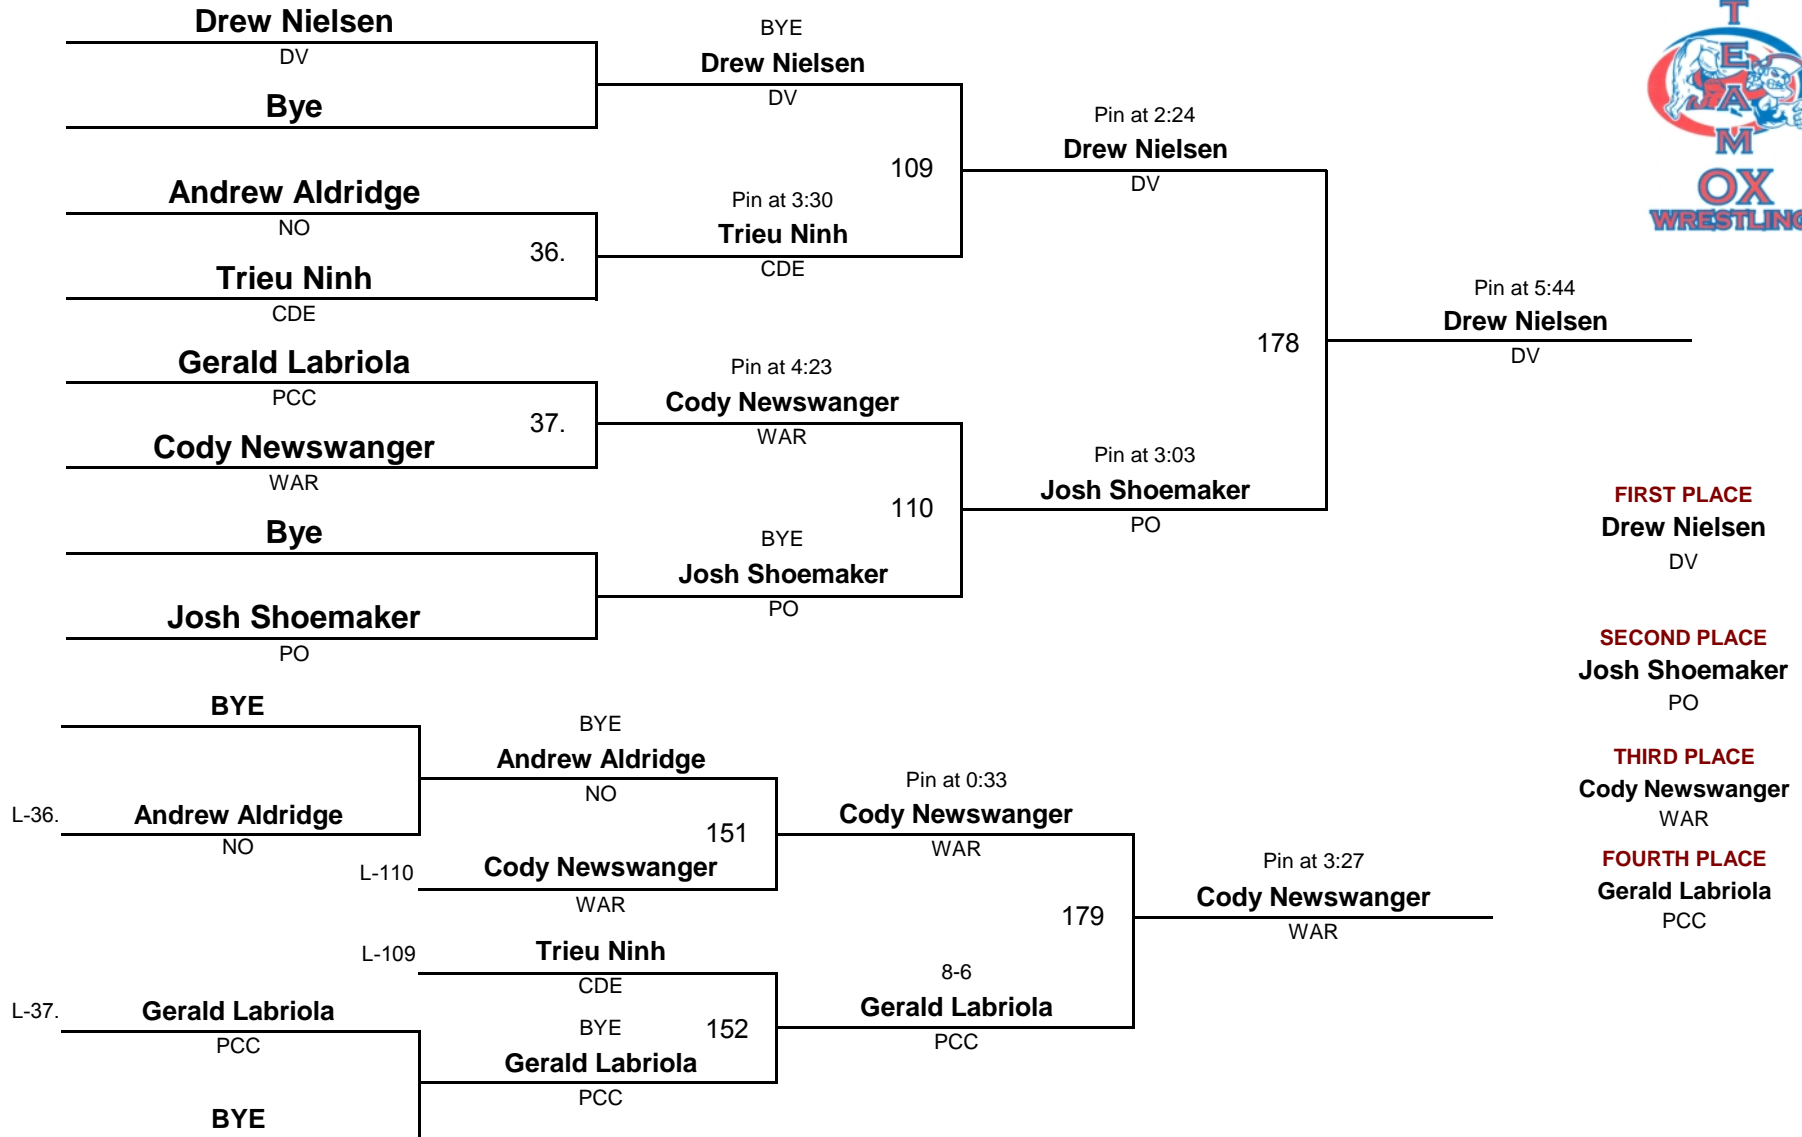 Drew Nielsen
DV
Bye
Andrew Aldridge
NO
36.
Trieu Ninh
CDE
Gerald Labriola
PCC
37.
Cody Newswanger
WAR
Bye
Josh Shoemaker
PO
BYE
Drew Nielsen
DV
109
Pin at 3:30
Trieu Ninh
CDE
Pin at 4:23
Cody Newswanger
WAR
110
BYE
Josh Shoemaker
PO
Pin at 2:24
Drew Nielsen
DV
178
Pin at 3:03
Josh Shoemaker
PO
Pin at 5:44
Drew Nielsen
DV
TEAM
OX
WRESTLING
FIRST PLACE
Drew Nielsen
DV
SECOND PLACE
Josh Shoemaker
PO
THIRD PLACE
Cody Newswanger
WAR
FOURTH PLACE
Gerald Labriola
PCC
BYE
L-36.
Andrew Aldridge
NO
L-37.
Gerald Labriola
PCC
BYE
BYE
Andrew Aldridge
NO
151
L-110
Cody Newswanger
WAR
L-109
Trieu Ninh
CDE
BYE
152
Gerald Labriola
PCC
Pin at 0:33
Cody Newswanger
WAR
179
8-6
Gerald Labriola
PCC
Pin at 3:27
Cody Newswanger
WAR